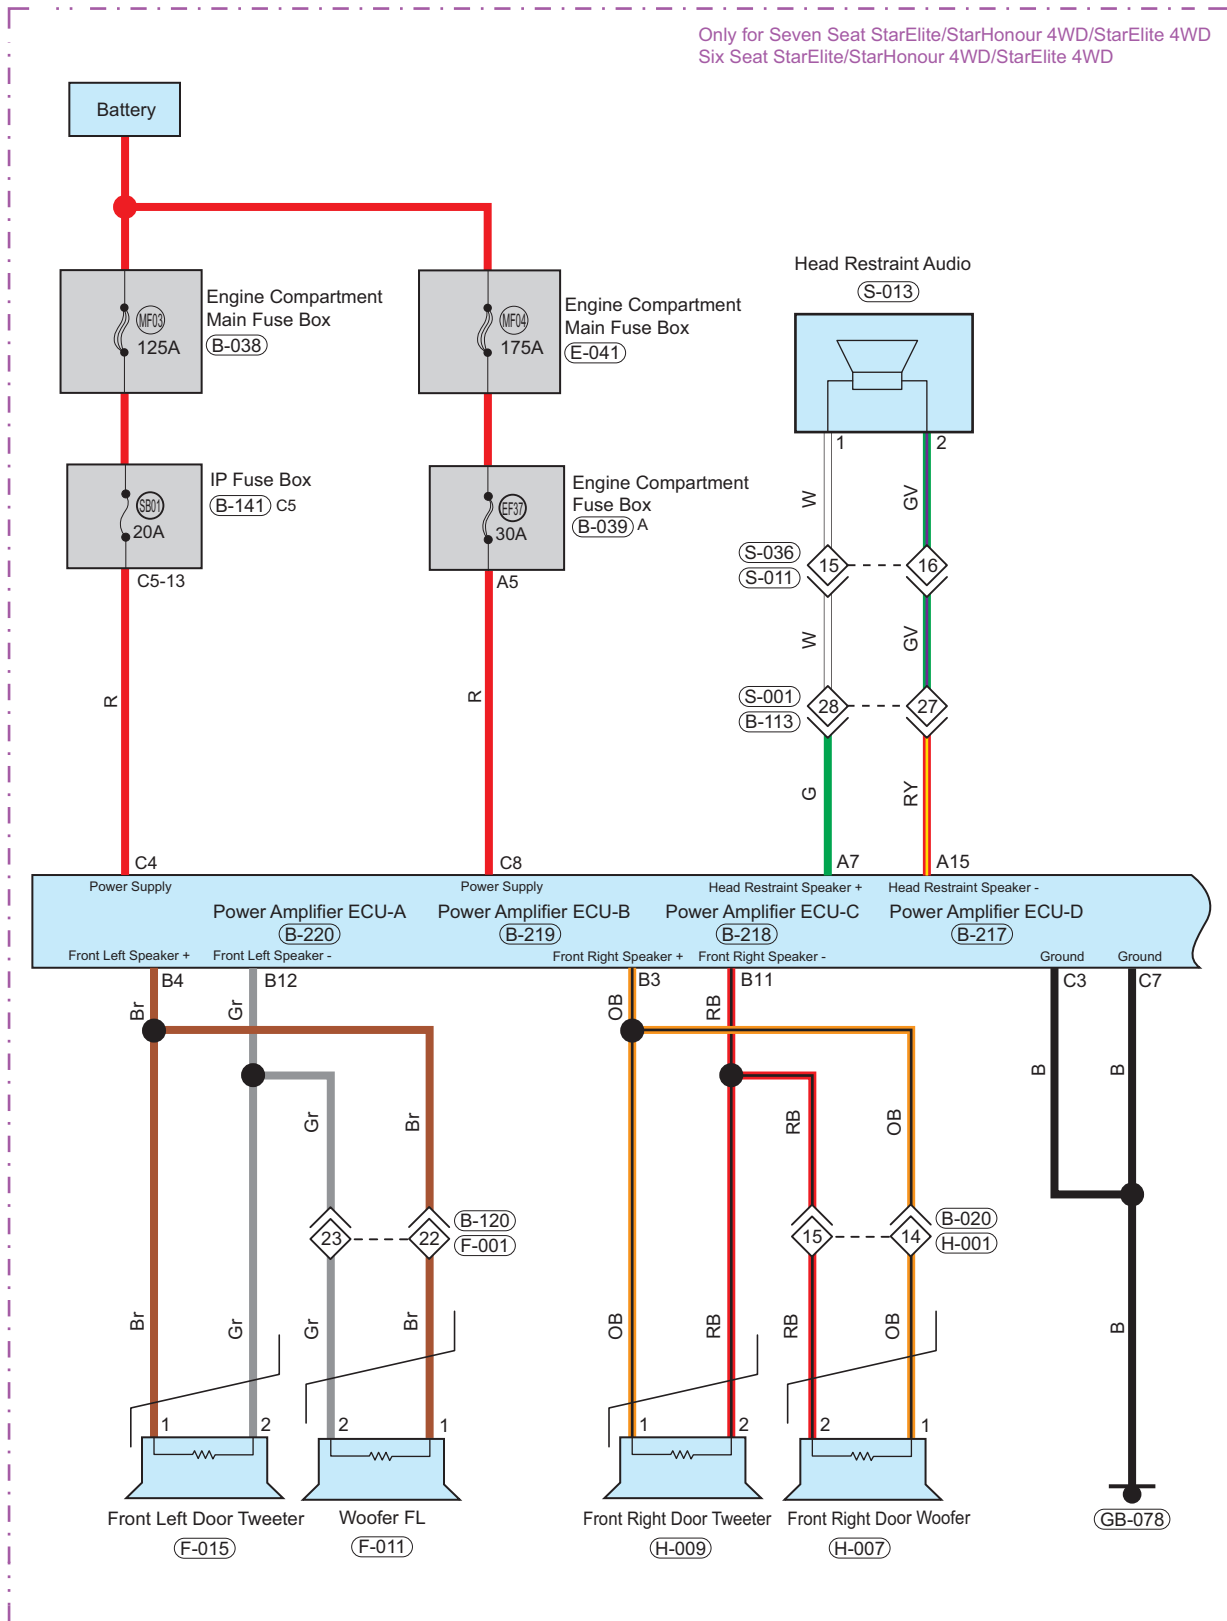 Only for Seven Seat StarElite/StarHonour 4WD/StarElite 4WD
Six Seat StarElite/StarHonour 4WD/StarElite 4WD
Battery
MF03
125A
Engine Compartment
Main Fuse Box
B-038
MF04
175A
Engine Compartment
Main Fuse Box
E-041
Head Restraint Audio
S-013
1
2
SB01
20A
IP Fuse Box
B-141 C5
C5-13
EF37
30A
Engine Compartment
Fuse Box
B-039 A
A5
W
GV
S-036
S-011
15
16
W
GV
R
R
S-001
B-113
28
27
G
RY
C4
C8
A7
A15
Power Supply
Power Supply
Head Restraint Speaker +
Head Restraint Speaker -
Power Amplifier ECU-A
B-220
Power Amplifier ECU-B
B-219
Power Amplifier ECU-C
B-218
Power Amplifier ECU-D
B-217
Front Left Speaker +
Front Left Speaker -
Front Right Speaker +
Front Right Speaker -
Ground
Ground
B4
B12
B3
B11
C3
C7
Br
Gr
OB
RB
B
B
Gr
Br
RB
OB
23
22
B-120
F-001
15
14
B-020
H-001
Br
Gr
Gr
Br
OB
RB
RB
OB
B
1
2
2
1
1
2
2
1
Front Left Door Tweeter
F-015
Woofer FL
F-011
Front Right Door Tweeter
H-009
Front Right Door Woofer
H-007
GB-078